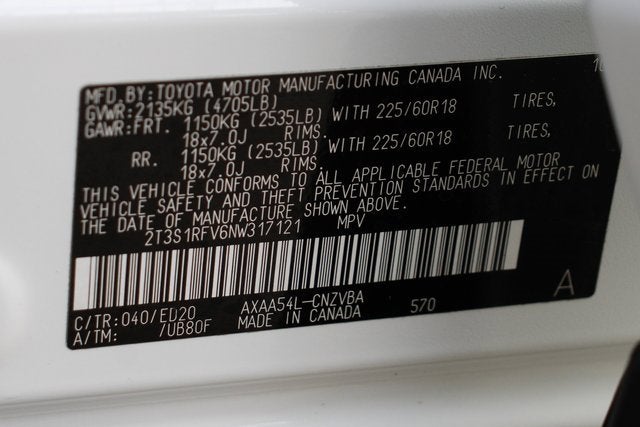 MFD.BY:TOYOTA MOTOR MANUFACTURING CANADA INC. 10
GVWR:2135KG (4705LB)
GAWR:FRT. 1150KG (2535LB) WITH 225/60R18 TIRES,
18x7.0J RIMS.
RR. 1150KG (2535LB) WITH 225/60R18 TIRES,
18x7.0J RIMS.
THIS VEHICLE CONFORMS TO ALL APPLICABLE FEDERAL MOTOR
VEHICLE SAFETY AND THEFT PREVENTION STANDARDS IN EFFECT ON
THE DATE OF MANUFACTURE SHOWN ABOVE.
2T3S1RFV6NW317121 MPV
C/TR:040/ED20 AXAA54L-CNZVBA 570 A
A/TM: /UB80F MADE IN CANADA